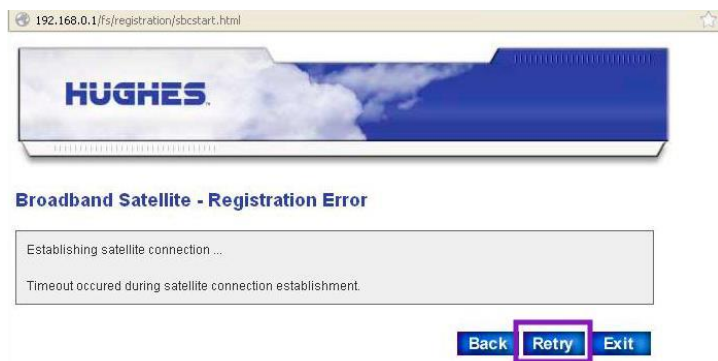 192.168.0.1/fs/registration/sbcstart.html
HUGHES.
Broadband Satellite - Registration Error
Establishing satellite connection ...
Timeout occured during satellite connection establishment.
Back Retry Exit